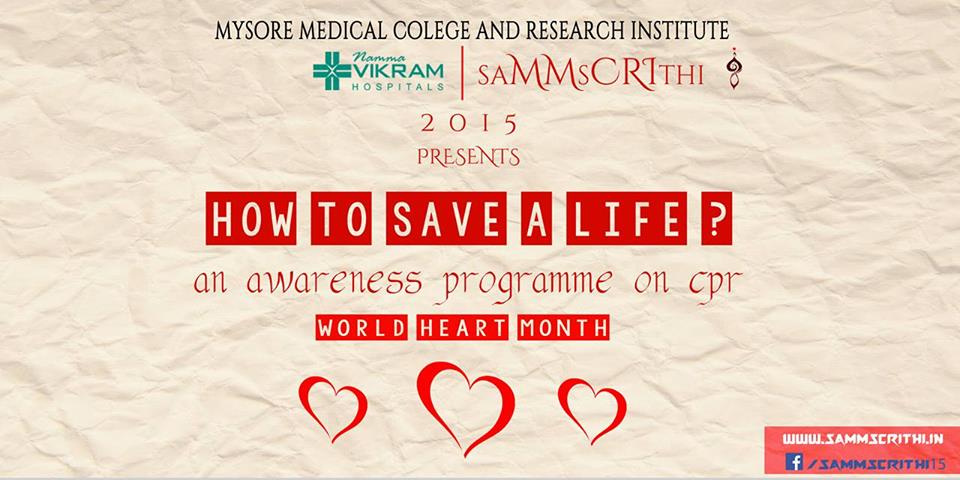 MYSORE MEDICAL COLEGE AND RESEARCH INSTITUTE
Namma
VIKRAM
HOSPITALS
saMMsCRIthi
2015
PRESENTS
HOW TO SAVE A LIFE ?
an awareness programme on cpr
WORLD HEART MONTH
WWW.SAMMSCRITHI.IN
f /SAMMSCRITHI15